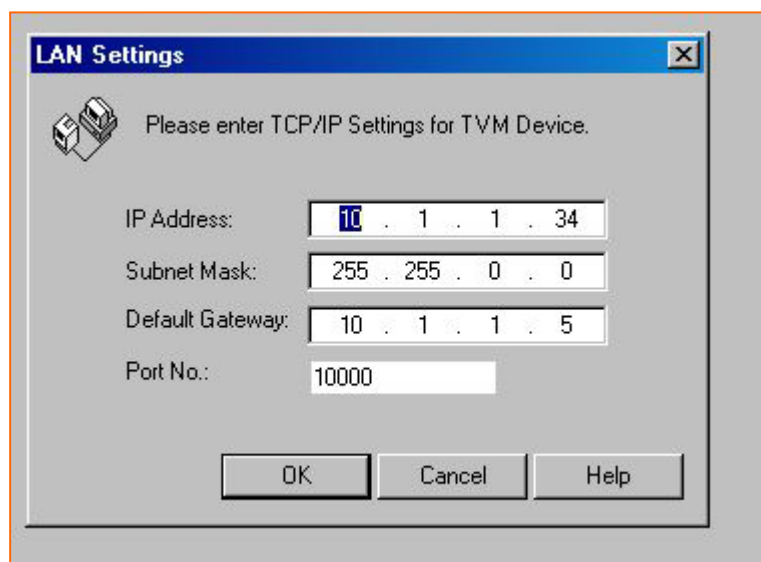 LAN Settings
Please enter TCP/IP Settings for TVM Device.
IP Address: 10 . 1 . 1 . 34
Subnet Mask: 255 . 255 . 0 . 0
Default Gateway: 10 . 1 . 1 . 5
Port No.: 10000
OK Cancel Help